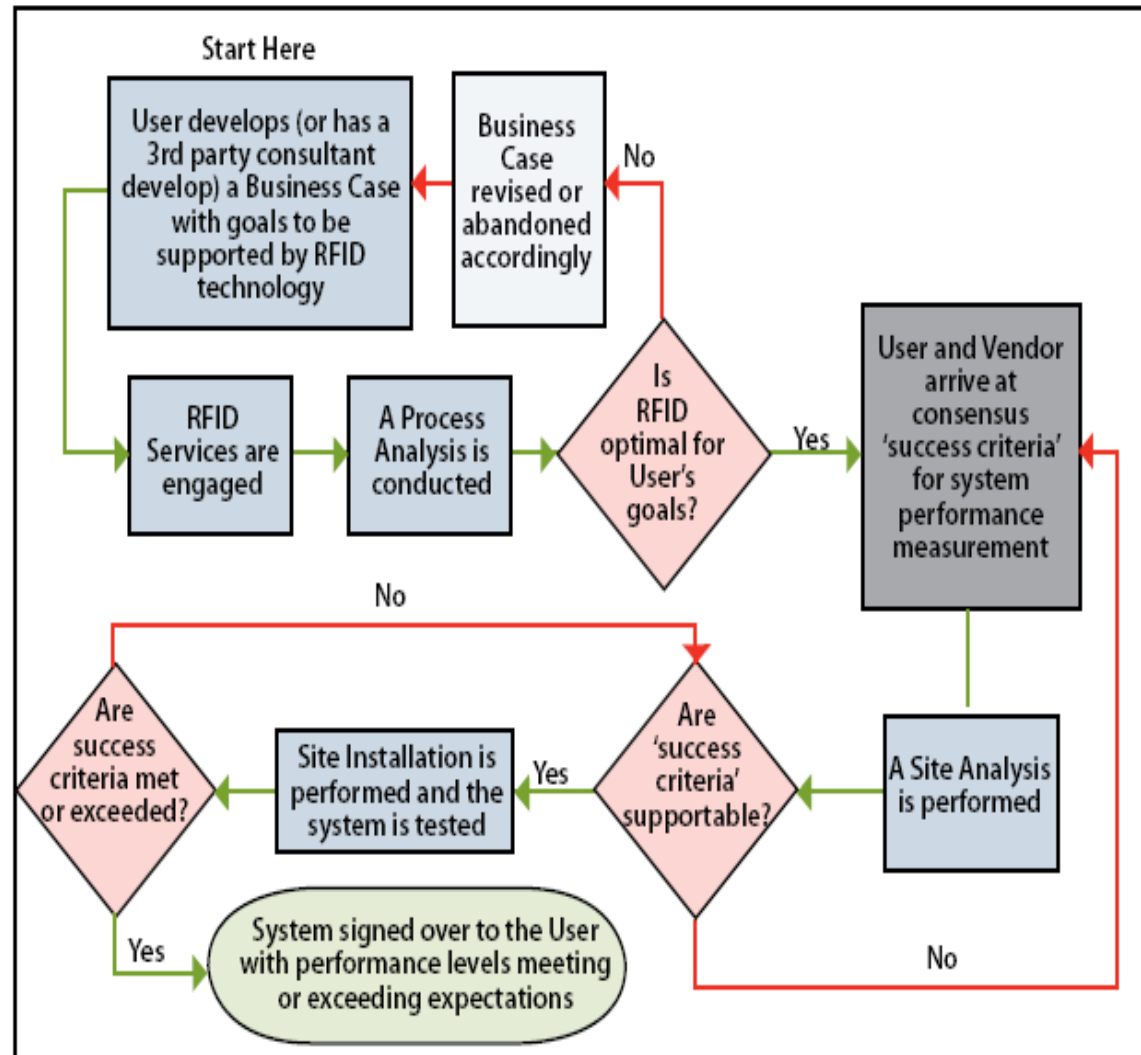 Start Here
User develops (or has a
3rd party consultant
develop) a Business Case
with goals to be
supported by RFID
technology
Business
Case
revised or
abandoned
accordingly
No
RFID
Services are
engaged
A Process
Analysis is
conducted
Is
RFID
optimal for
User's
goals?
Yes
User and Vendor
arrive at
consensus
‘success criteria’
for system
performance
measurement
No
Are
success
criteria met
or exceeded?
Site Installation is
performed and the
system is tested
Yes
Are
‘success
criteria’
supportable?
A Site Analysis
is performed
Yes
System signed over to the User
with performance levels meeting
or exceeding expectations
No